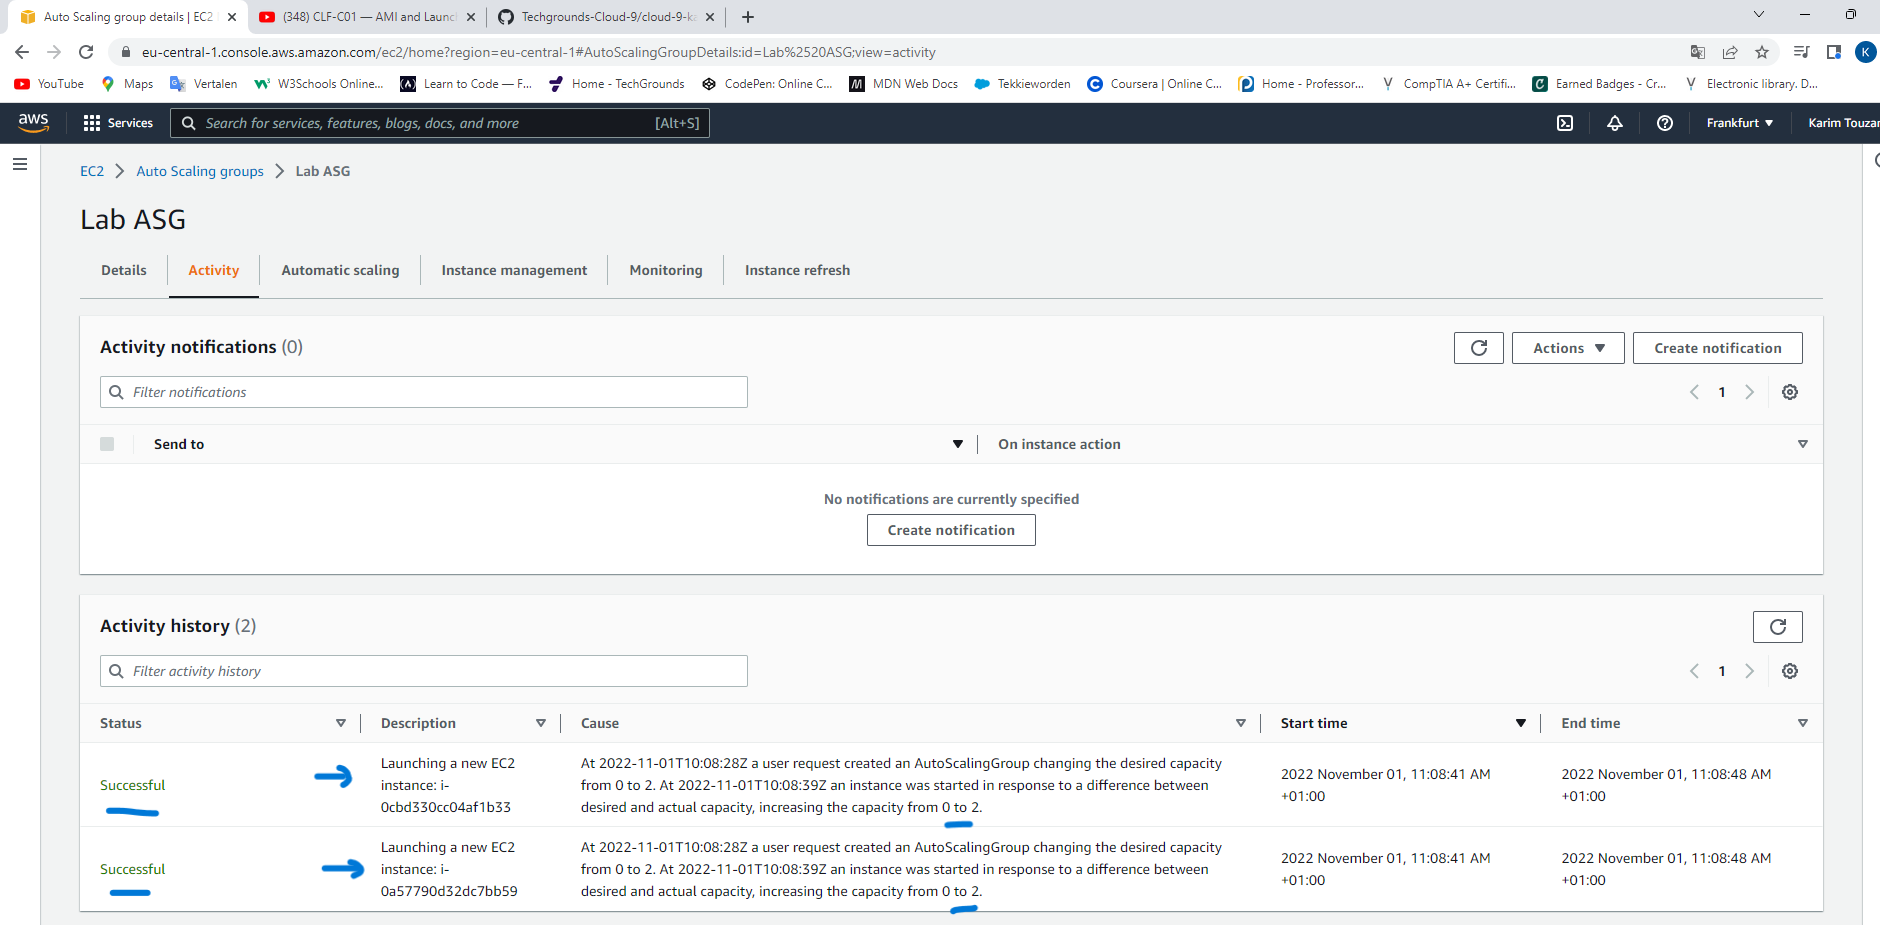 Auto Scaling group details | EC2
(348) CLF-C01 — AMI and Launc
Techgrounds-Cloud-9/cloud-9-ka
eu-central-1.console.aws.amazon.com/ec2/home?region=eu-central-1#AutoScalingGroupDetails:id=Lab%2520ASG;view=activity
K
YouTube
Maps
Vertalen
W3Schools Online...
Learn to Code — F...
Home - TechGrounds
CodePen: Online C...
MDN Web Docs
Tekkieworden
Coursera | Online C...
Home - Professor...
CompTIA A+ Certifi...
Earned Badges - Cr...
Electronic library. D...
aws
Services
Search for services, features, blogs, docs, and more
[Alt+S]
Frankfurt
Karim Touzan
EC2
Auto Scaling groups
Lab ASG
Lab ASG
Details
Activity
Automatic scaling
Instance management
Monitoring
Instance refresh
Activity notifications (0)
Actions
Create notification
Filter notifications
1
Send to
On instance action
No notifications are currently specified
Create notification
Activity history (2)
Filter activity history
1
Status
Description
Cause
Start time
End time
Successful
Launching a new EC2
instance: i-
0cbd330cc04af1b33
At 2022-11-01T10:08:28Z a user request created an AutoScalingGroup changing the desired capacity
from 0 to 2. At 2022-11-01T10:08:39Z an instance was started in response to a difference between
desired and actual capacity, increasing the capacity from 0 to 2.
2022 November 01, 11:08:41 AM
+01:00
2022 November 01, 11:08:48 AM
+01:00
Successful
Launching a new EC2
instance: i-
0a57790d32dc7bb59
At 2022-11-01T10:08:28Z a user request created an AutoScalingGroup changing the desired capacity
from 0 to 2. At 2022-11-01T10:08:39Z an instance was started in response to a difference between
desired and actual capacity, increasing the capacity from 0 to 2.
2022 November 01, 11:08:41 AM
+01:00
2022 November 01, 11:08:48 AM
+01:00